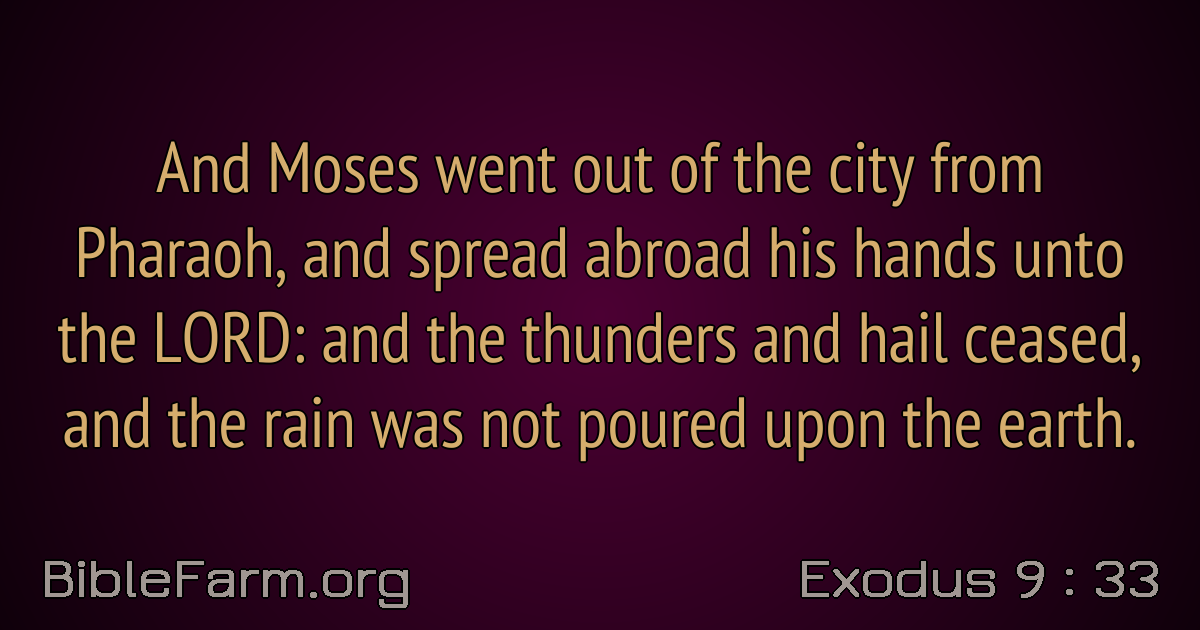 And Moses went out of the city from
Pharaoh, and spread abroad his hands unto
the LORD: and the thunders and hail ceased,
and the rain was not poured upon the earth.
BibleFarm.org
Exodus 9 : 33